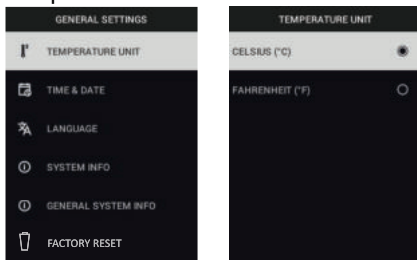 GENERAL SETTINGS
TEMPERATURE UNIT
TIME & DATE
LANGUAGE
SYSTEM INFO
GENERAL SYSTEM INFO
FACTORY RESET
TEMPERATURE UNIT
CELSIUS (°C)
FAHRENHEIT (°F)